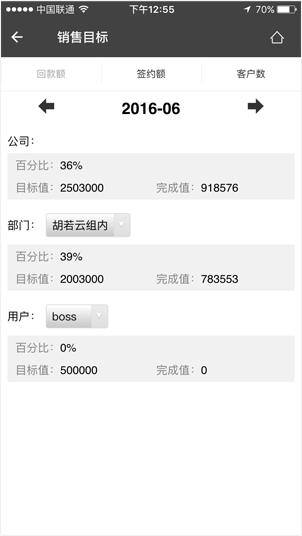 中国联通 下午12:55 70%
销售目标
回款额 签约额 客户数
2016-06
公司：
百分比：36%
目标值：2503000 完成值：918576
部门： 胡若云组内
百分比：39%
目标值：2003000 完成值：783553
用户： boss
百分比：0%
目标值：500000 完成值：0